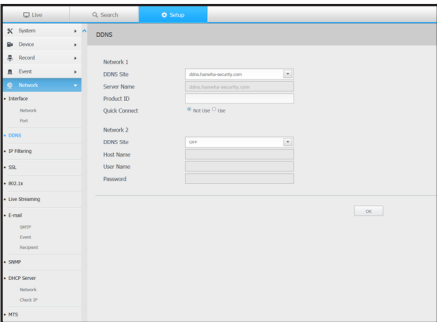 Live
Search
Setup
System
Device
Record
Event
Network
Interface
Network
Port
DDNS
IP Filtering
SSL
802.1x
Live Streaming
E-mail
SMTP
Event
Recipient
SNMP
DHCP Server
Network
Check IP
MTS
DDNS
Network 1
DDNS Site ddns.hanwha-security.com
Server Name ddns.hanwha-security.com
Product ID
Quick Connect Not Use Use
Network 2
DDNS Site OFF
Host Name
User Name
Password
OK